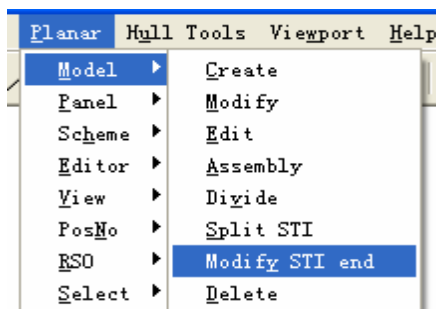 Planar Hull Tools Viewport Help
Model Create
Panel Modify
Scheme Edit
Editor Assembly
View Divide
PosNo Split STI
RSO Modify STI end
Select Delete